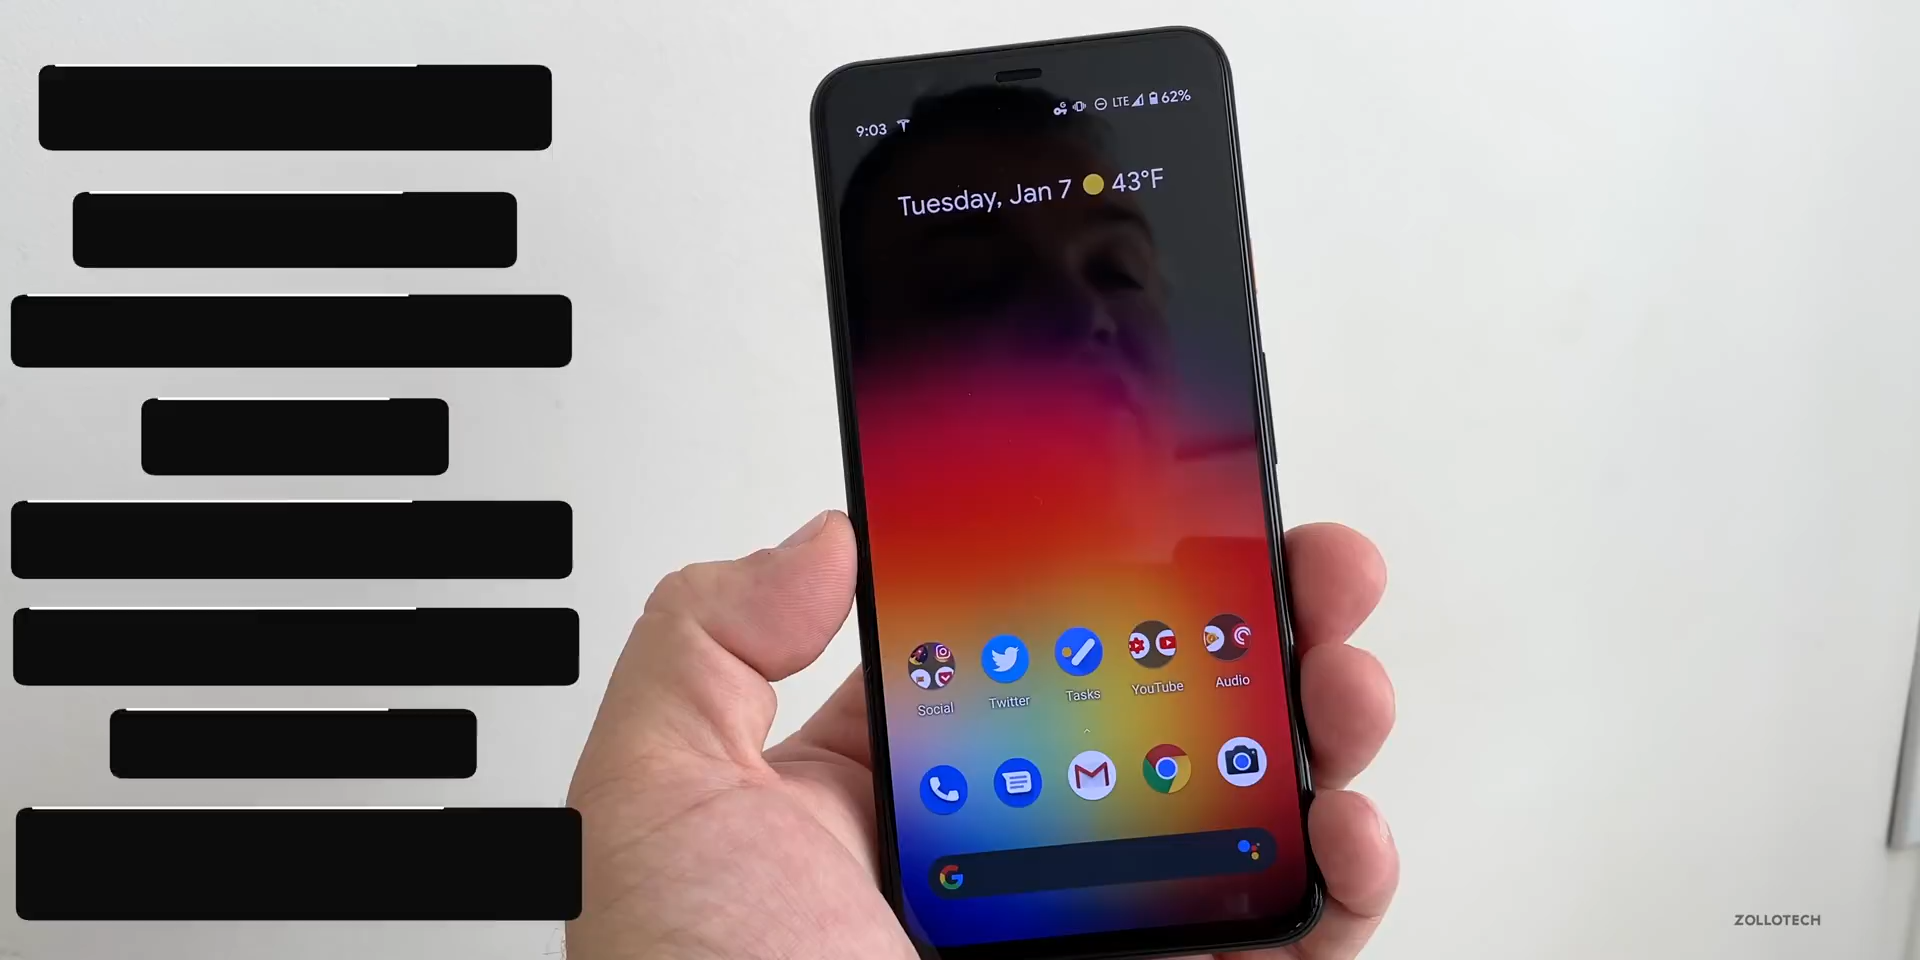 9:03 LTE 62%
Tuesday, Jan 7 43°F
Social Twitter Tasks YouTube Audio
ZOLLOTECH